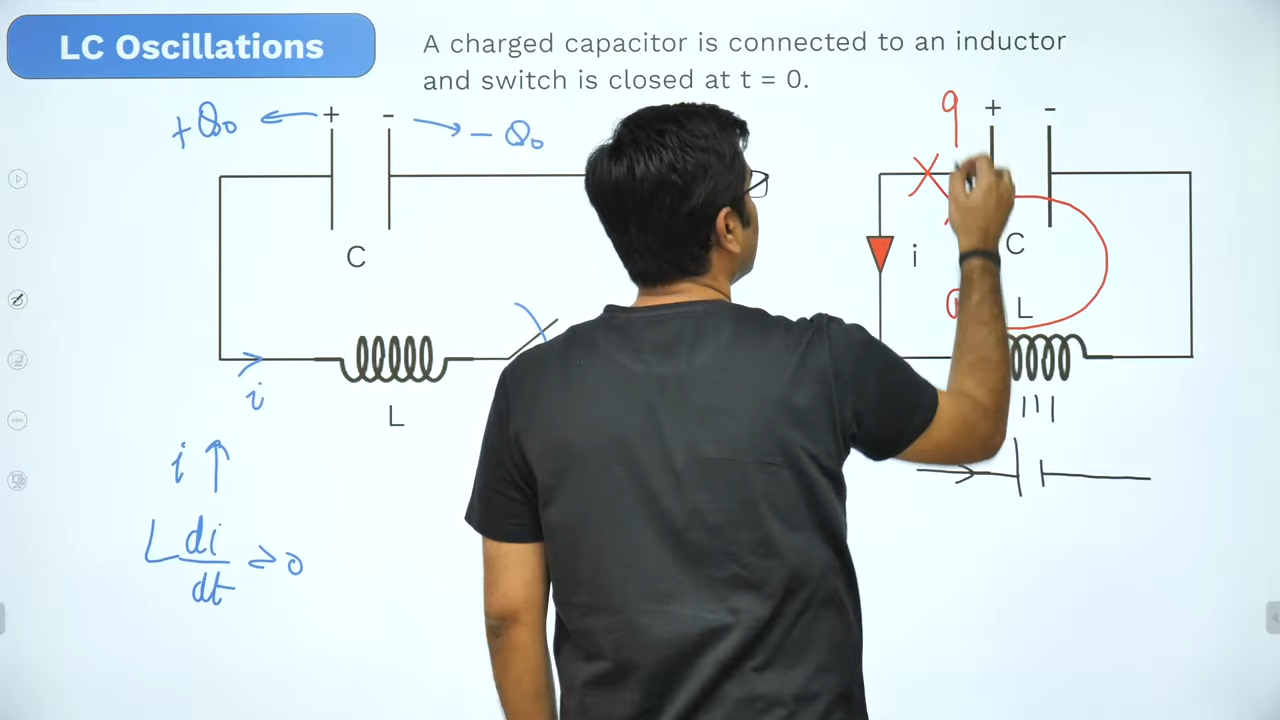 LC Oscillations
A charged capacitor is connected to an inductor
and switch is closed at t = 0.
+Q₀
+
-
- Q₀
C
i
L
i ↑
L di/dt > 0
q
+
-
i
C
L